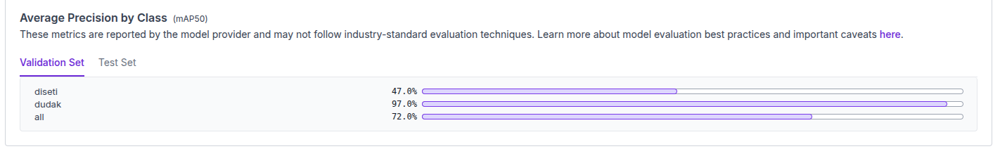 Average Precision by Class (mAP50)
These metrics are reported by the model provider and may not follow industry-standard evaluation techniques. Learn more about model evaluation best practices and important caveats here.
Validation Set Test Set
diseti 47.0%
dudak 97.0%
all 72.0%